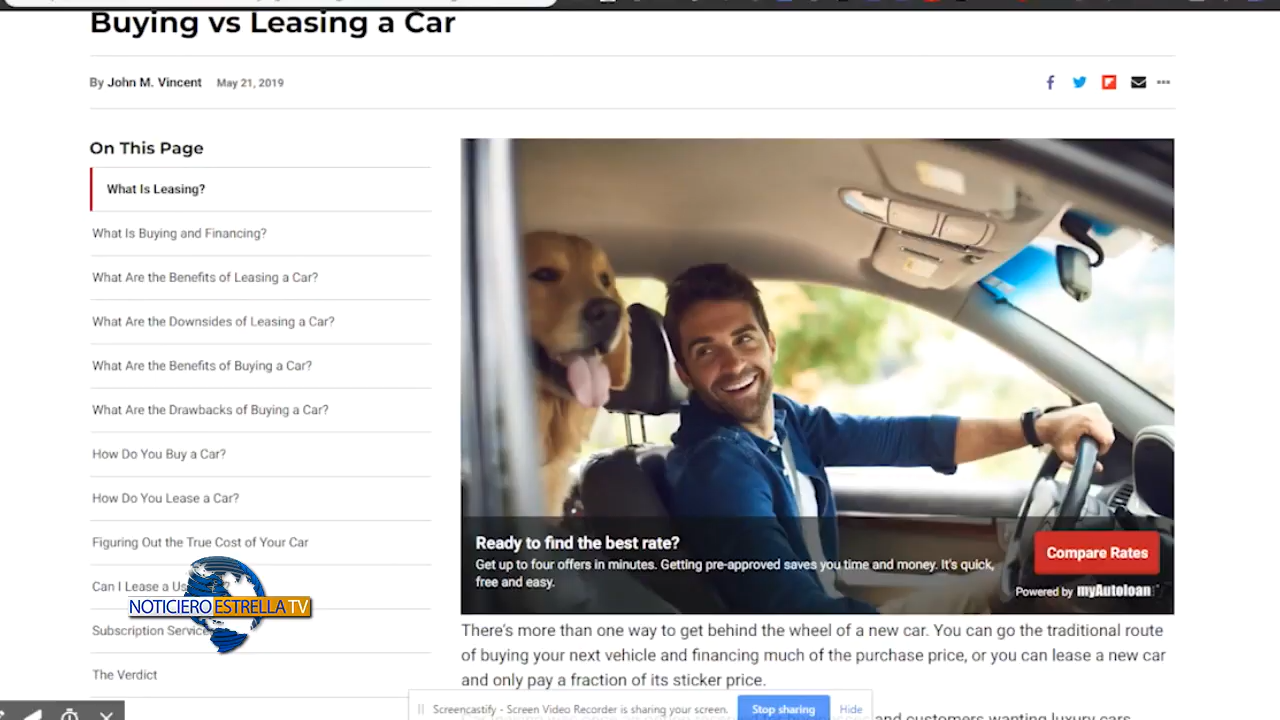 Buying vs Leasing a Car
By John M. Vincent May 21, 2019
On This Page
What Is Leasing?
What Is Buying and Financing?
What Are the Benefits of Leasing a Car?
What Are the Downsides of Leasing a Car?
What Are the Benefits of Buying a Car?
What Are the Drawbacks of Buying a Car?
How Do You Buy a Car?
How Do You Lease a Car?
Figuring Out the True Cost of Your Car
Can I Lease a
NOTICIERO ESTRELLA TV
Subscription
The Verdict
Ready to find the best rate?
Get up to four offers in minutes. Getting pre-approved saves you time and money. It's quick,
free and easy.
Compare Rates
Powered by myAutoloan
There's more than one way to get behind the wheel of a new car. You can go the traditional route
of buying your next vehicle and financing much of the purchase price, or you can lease a new car
and only pay a fraction of its sticker price.
Screencastify - Screen Video Recorder is sharing your screen. Stop sharing Hide
and customers wanting luxury cars